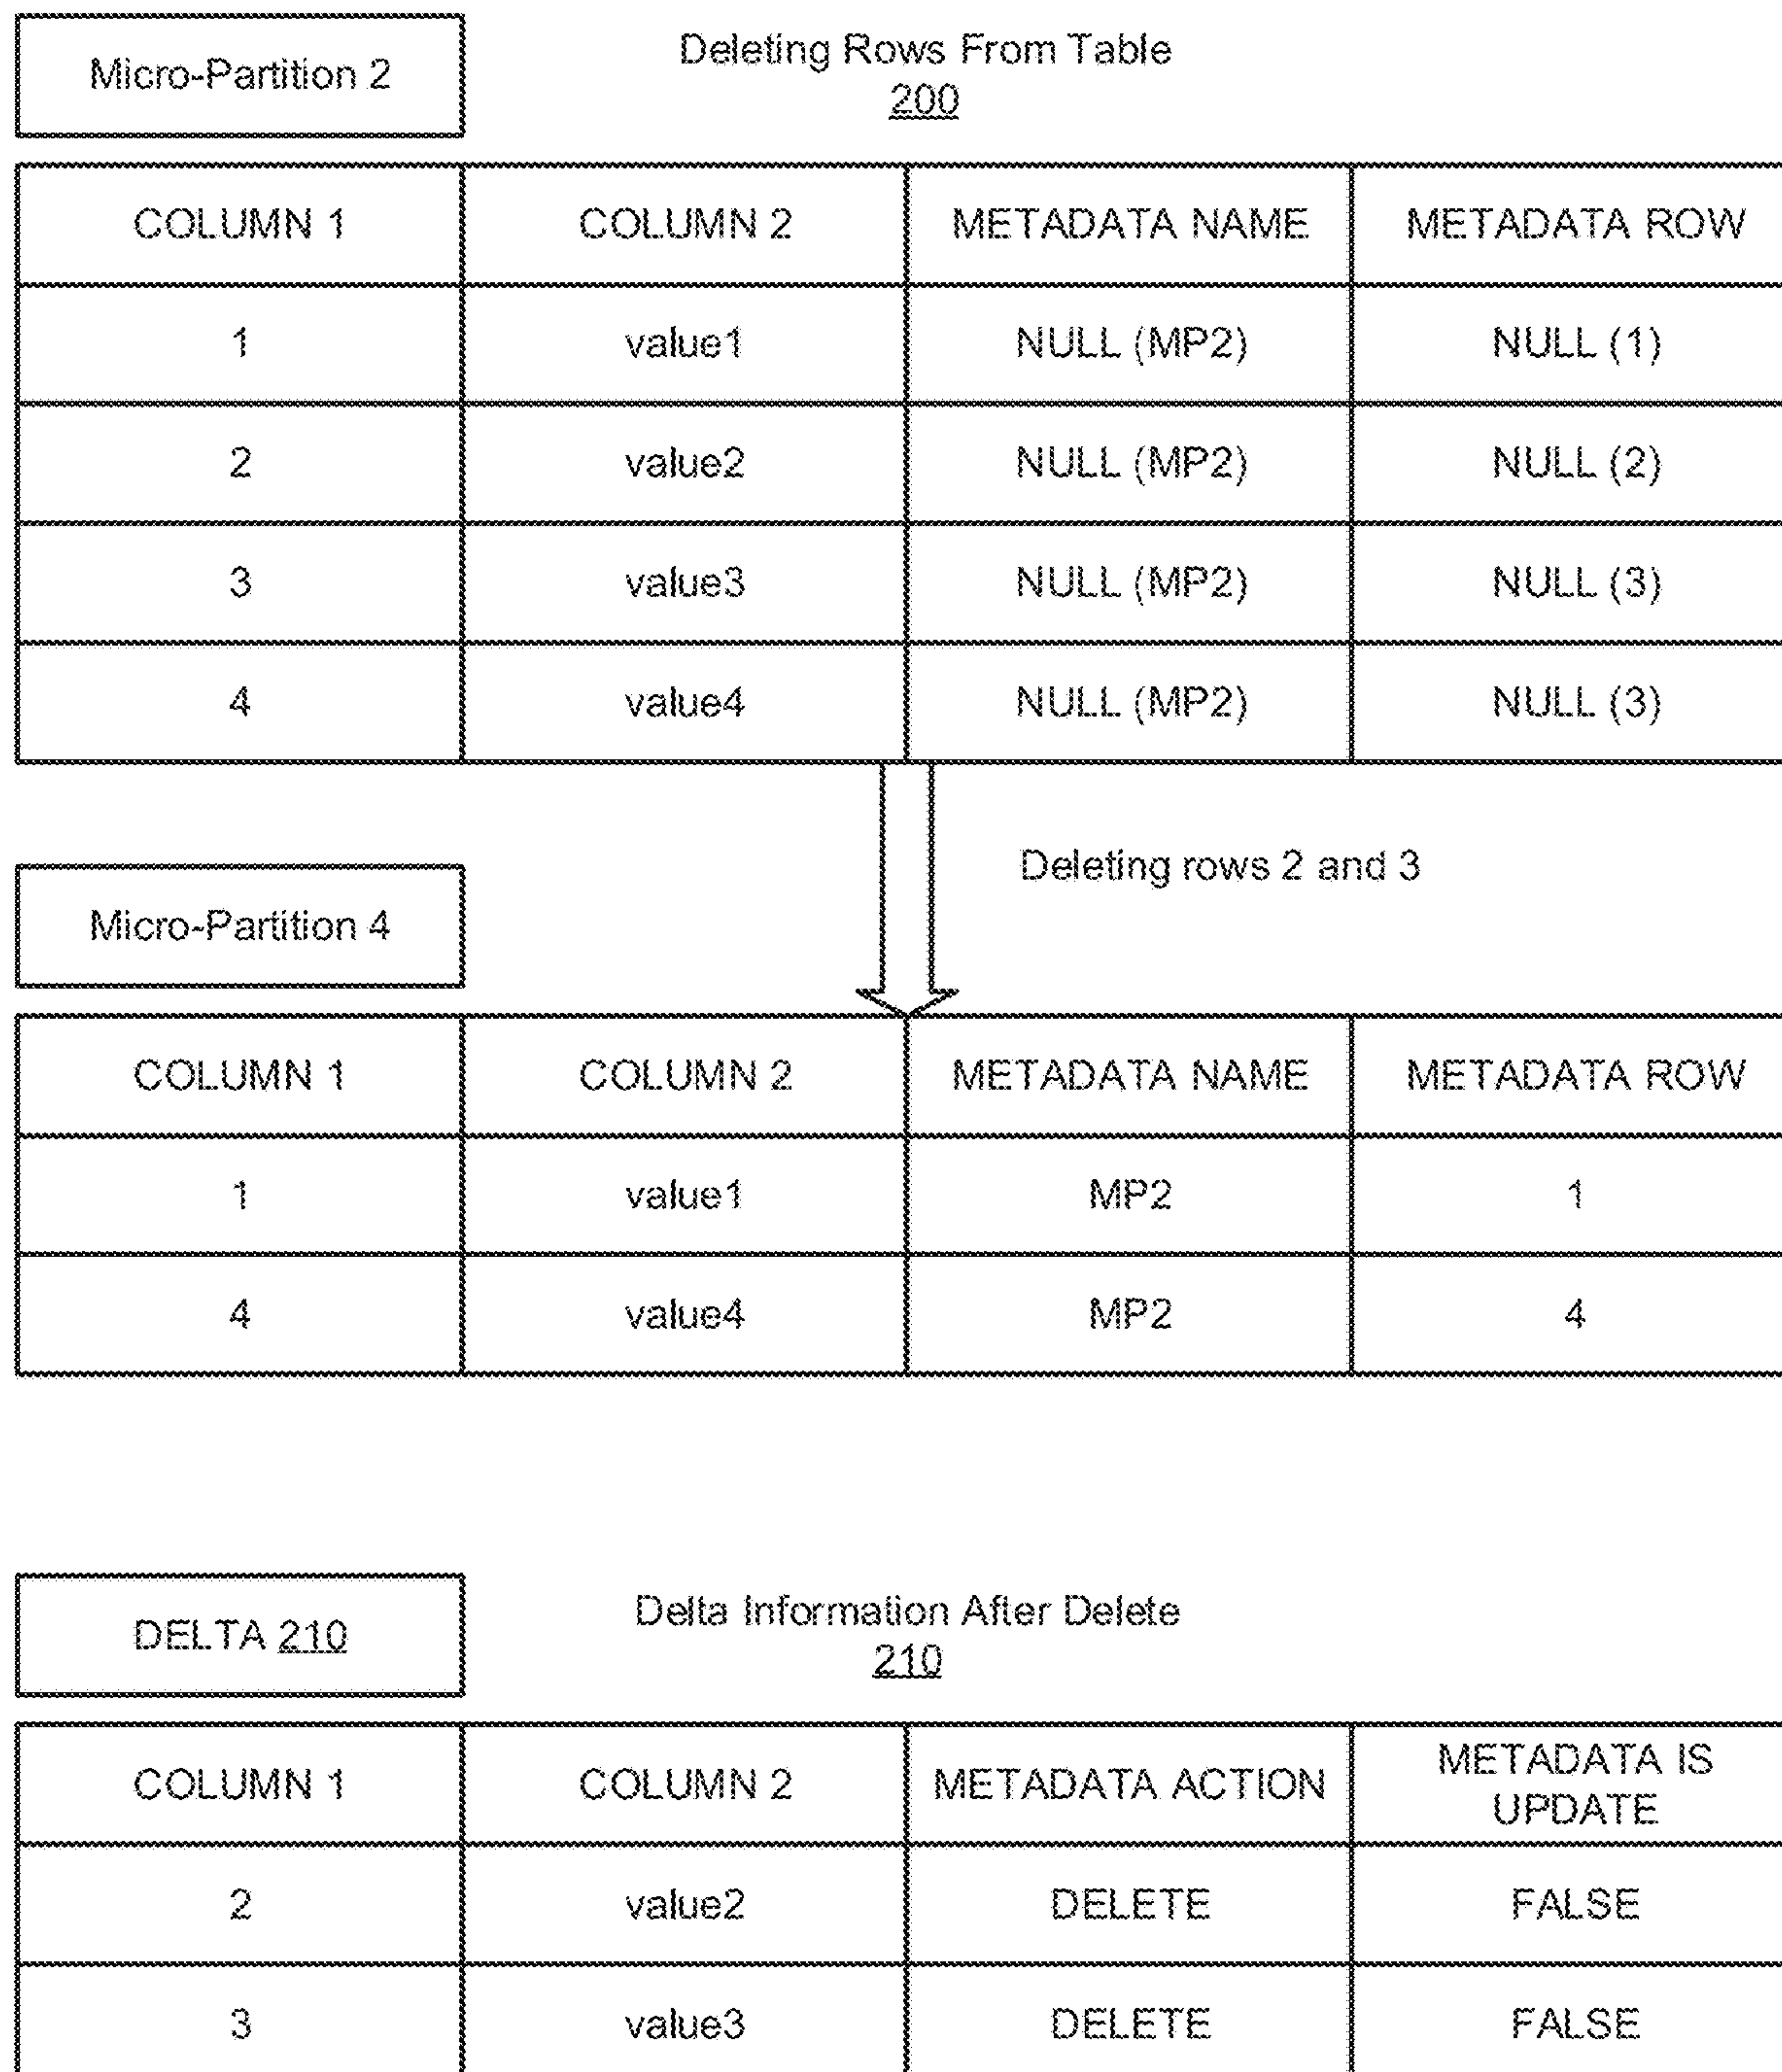 Micro-Partition 2
Deleting Rows From Table
200
COLUMN 1 COLUMN 2 METADATA NAME METADATA ROW
1 value1 NULL (MP2) NULL (1)
2 value2 NULL (MP2) NULL (2)
3 value3 NULL (MP2) NULL (3)
4 value4 NULL (MP2) NULL (3)
Deleting rows 2 and 3
Micro-Partition 4
COLUMN 1 COLUMN 2 METADATA NAME METADATA ROW
1 value1 MP2 1
4 value4 MP2 4
DELTA 210
Delta Information After Delete
210
COLUMN 1 COLUMN 2 METADATA ACTION METADATA IS
UPDATE
2 value2 DELETE FALSE
3 value3 DELETE FALSE